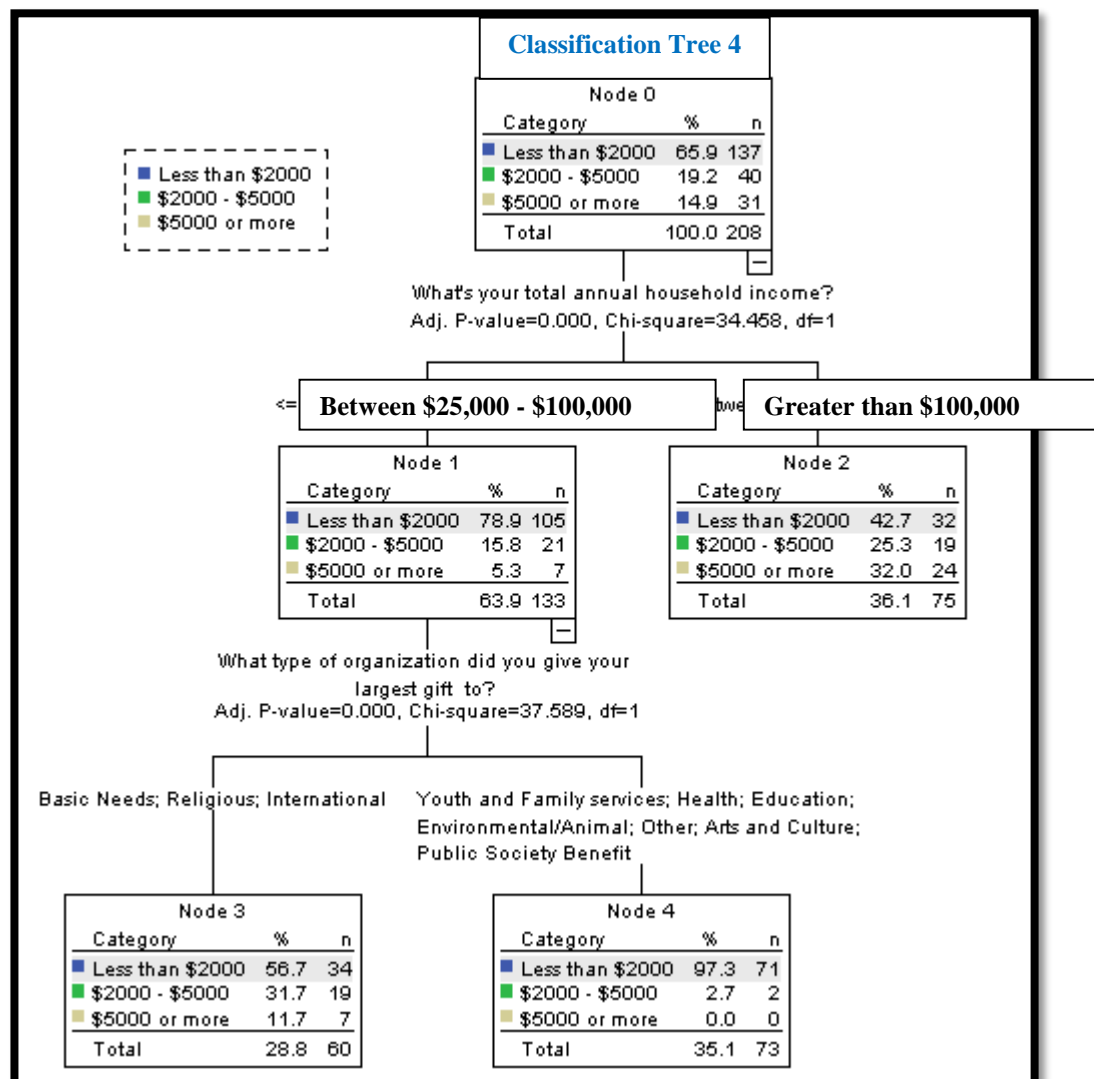 Classification Tree 4
Node 0
Category % n
Less than $2000 65.9 137
$2000 - $5000 19.2 40
$5000 or more 14.9 31
Total 100.0 208
Less than $2000
$2000 - $5000
$5000 or more
What's your total annual household income?
Adj. P-value=0.000, Chi-square=34.458, df=1
<= Between $25,000 - $100,000
Greater than $100,000
Node 1
Category % n
Less than $2000 78.9 105
$2000 - $5000 15.8 21
$5000 or more 5.3 7
Total 63.9 133
Node 2
Category % n
Less than $2000 42.7 32
$2000 - $5000 25.3 19
$5000 or more 32.0 24
Total 36.1 75
What type of organization did you give your
largest gift to?
Adj. P-value=0.000, Chi-square=37.589, df=1
Basic Needs; Religious; International
Youth and Family services; Health; Education;
Environmental/Animal; Other; Arts and Culture;
Public Society Benefit
Node 3
Category % n
Less than $2000 56.7 34
$2000 - $5000 31.7 19
$5000 or more 11.7 7
Total 28.8 60
Node 4
Category % n
Less than $2000 97.3 71
$2000 - $5000 2.7 2
$5000 or more 0.0 0
Total 35.1 73